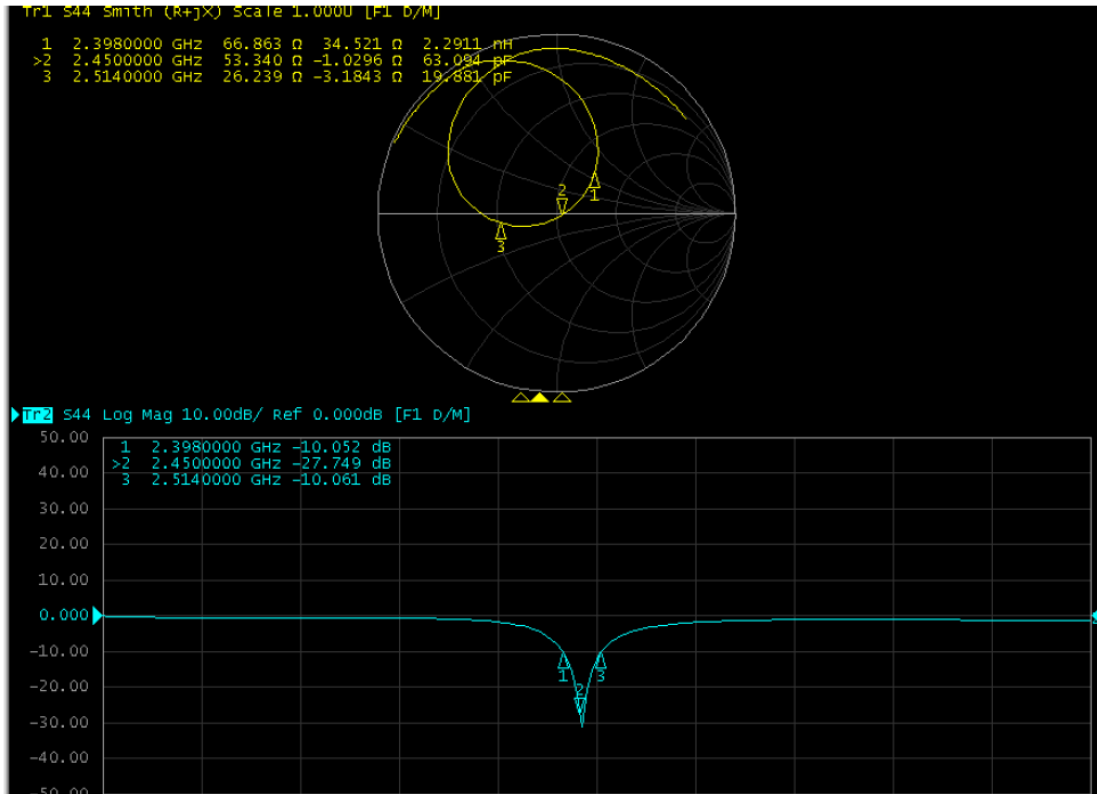 Tr1 S44 Smith (R+jX) Scale 1.000U [F1 D/M]
1 2.3980000 GHz 66.863 Ω 34.521 Ω 2.2911 nH
>2 2.4500000 GHz 53.340 Ω -1.0296 Ω 63.094 pF
3 2.5140000 GHz 26.239 Ω -3.1843 Ω 19.881 pF
2
1
3
Tr2 S44 Log Mag 10.00dB/ Ref 0.000dB [F1 D/M]
50.00
1 2.3980000 GHz -10.052 dB
>2 2.4500000 GHz -27.749 dB
3 2.5140000 GHz -10.061 dB
40.00
30.00
20.00
10.00
0.000
-10.00
1
3
2
-20.00
-30.00
-40.00
-50.00